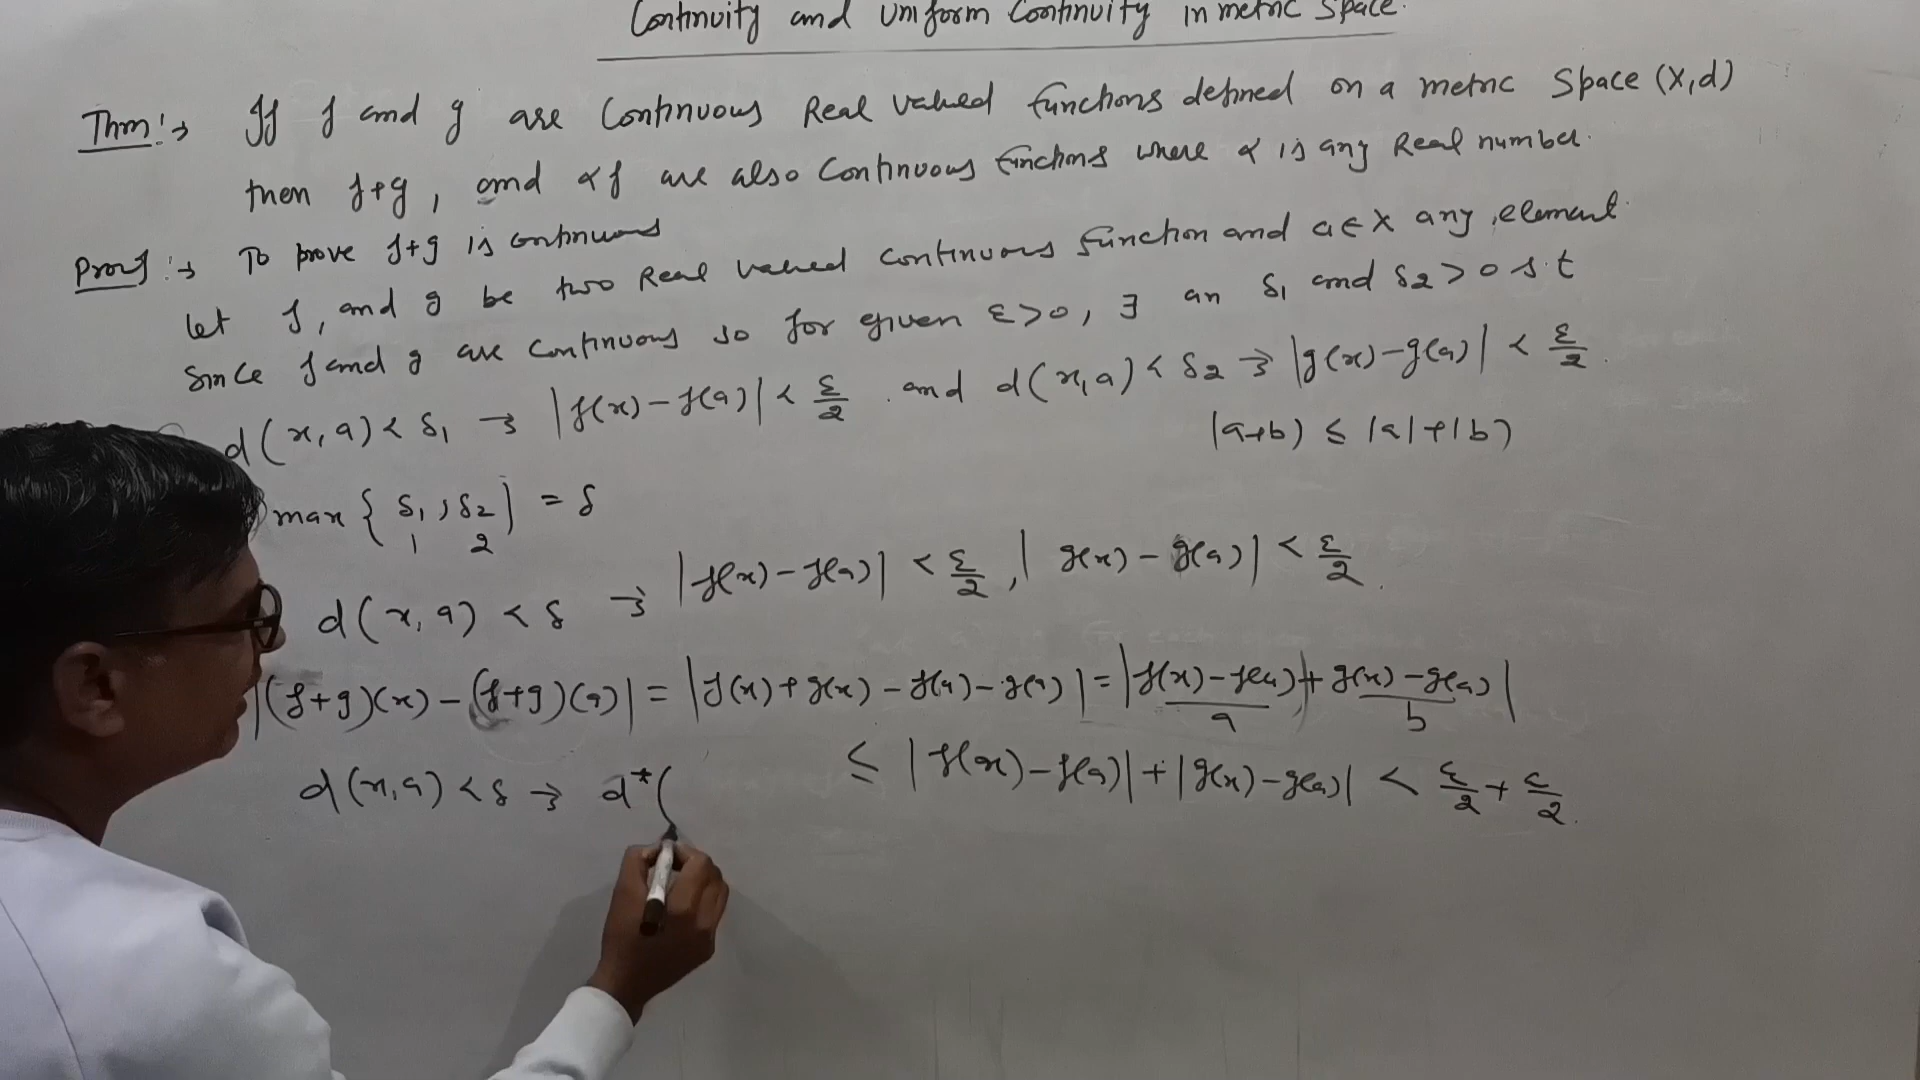 Continuity and Uniform Continuity in metric Space.
Thm:→ If f and g are Continuous Real valued functions defined on a metric Space (X,d)
then f+g, and αf are also Continuous functions where α is any Real number.
Proof:→ To prove f+g is continuous
let f, and g be two Real valued continuous function and a∈X any element.
Since f and g are continuous so for given ε>0, ∃ an δ₁ and δ₂>0 s.t
d(x,a)<δ₁ → |f(x)-f(a)|< ε/2 . and d(x,a)<δ₂ → |g(x)-g(a)| < ε/2 .
|a+b) ≤ |a|+|b)
max {δ₁, δ₂} = δ
1 2
d(x,a) < δ → |f(x)-f(a)| < ε/2 , |g(x)-g(a)| < ε/2 .
|(f+g)(x)-(f+g)(a)| = |f(x)+g(x)-f(a)-g(a)| = |f(x)-f(a)+g(x)-g(a)|
a b
≤ |f(x)-f(a)|+|g(x)-g(a)| < ε/2 + ε/2 .
d(x,a)<δ → d*(